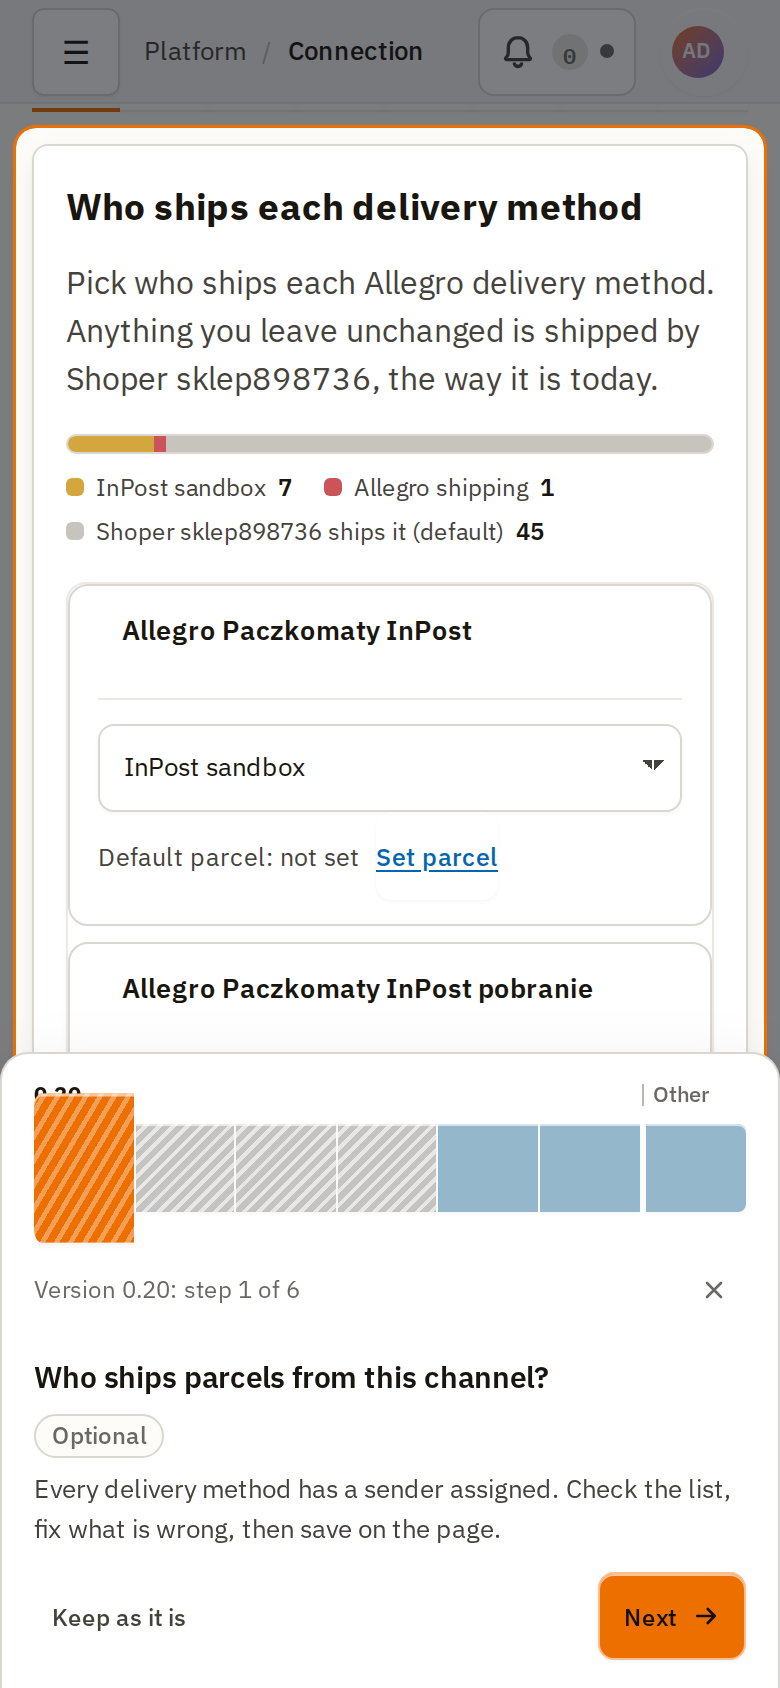 Platform / Connection
0
AD
Who ships each delivery method
Pick who ships each Allegro delivery method.
Anything you leave unchanged is shipped by
Shoper sklep898736, the way it is today.
InPost sandbox 7
Allegro shipping 1
Shoper sklep898736 ships it (default) 45
Allegro Paczkomaty InPost
InPost sandbox
Default parcel: not set Set parcel
Allegro Paczkomaty InPost pobranie
Other
Version 0.20: step 1 of 6
Who ships parcels from this channel?
Optional
Every delivery method has a sender assigned. Check the list,
fix what is wrong, then save on the page.
Keep as it is
Next →